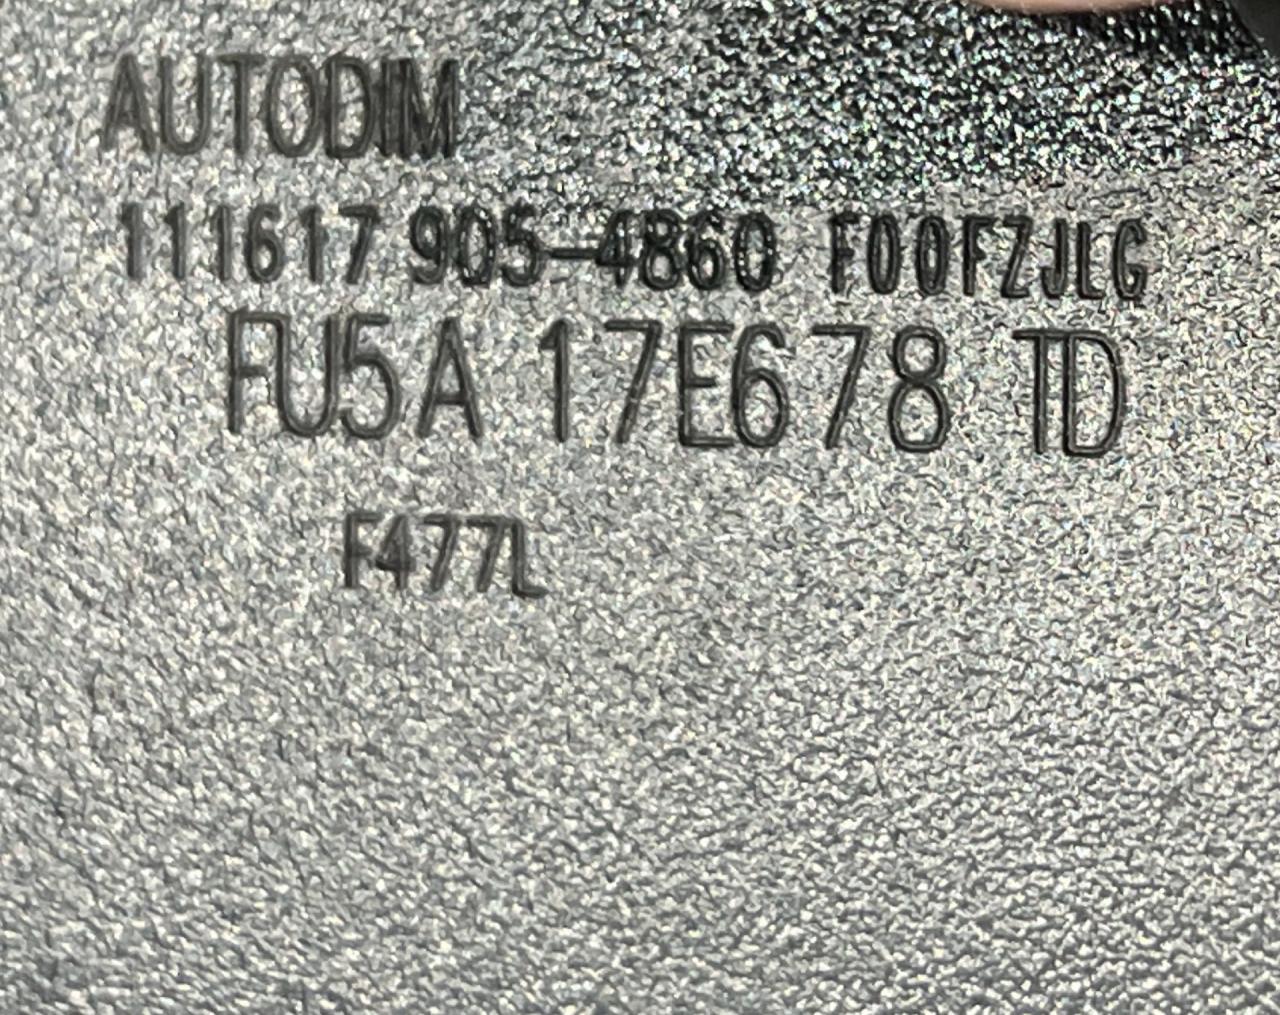 AUTODIM
111617 905-4860 F00FZJLG
FU5A 17E678 TD
F477L